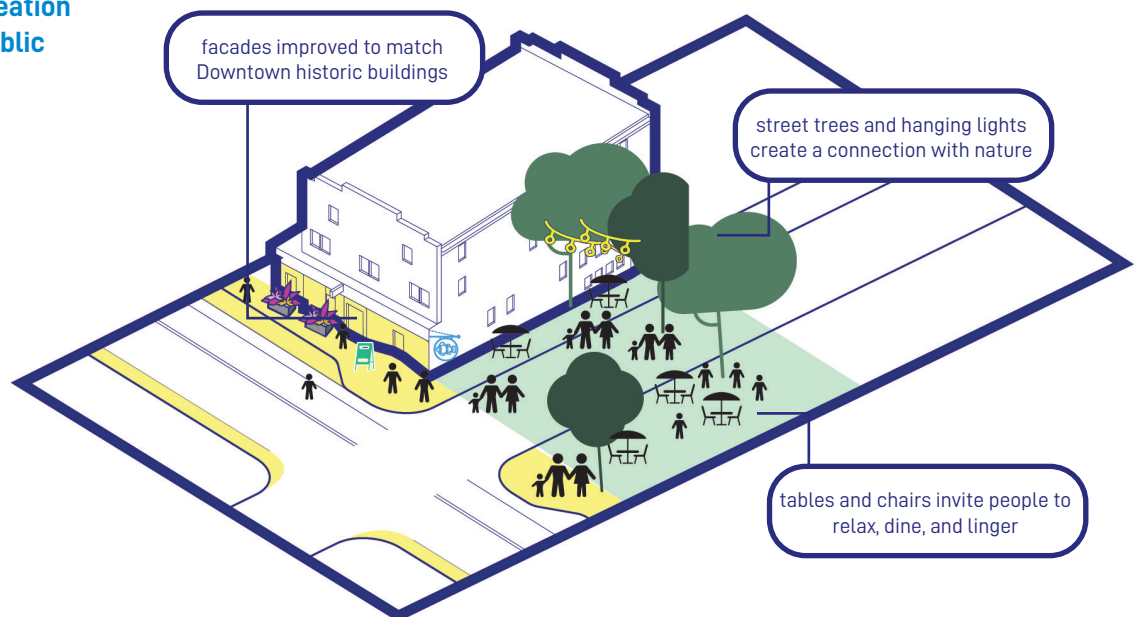 eation
blic
facades improved to match
Downtown historic buildings
street trees and hanging lights
create a connection with nature
tables and chairs invite people to
relax, dine, and linger